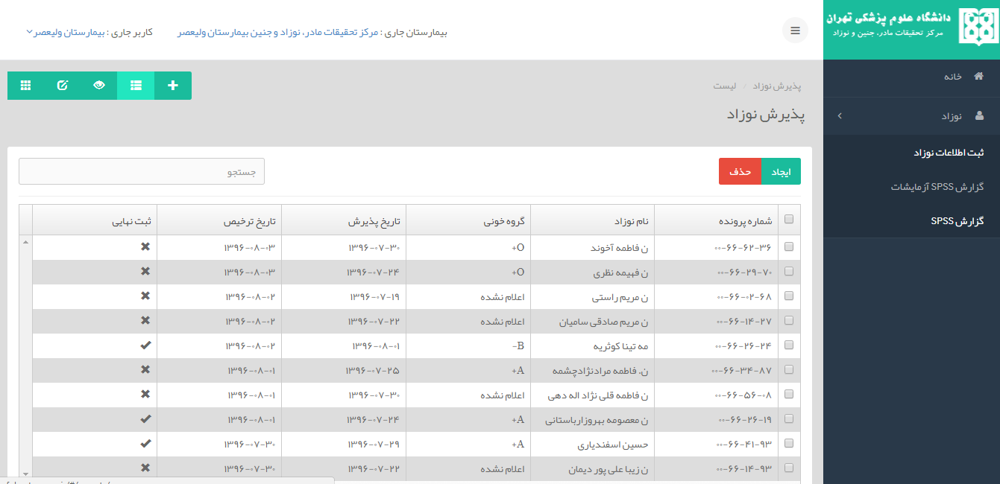 دانشگاه علوم پزشکی تهران
مرکز تحقیقات مادر، جنین و نوزاد
بیمارستان جاری : مرکز تحقیقات مادر، نوزاد و جنین بیمارستان ولیعصر
کاربر جاری : بیمارستان ولیعصر
خانه
نوزاد
ثبت اطلاعات نوزاد
گزارش SPSS آزمایشات
گزارش SPSS
پذیرش نوزاد / لیست
پذیرش نوزاد
ایجاد حذف جستجو
شماره پرونده نام نوزاد گروه خونی تاریخ پذیرش تاریخ ترخیص ثبت نهایی
۰۰-۶۶-۶۲-۳۶ ن فاطمه آخوند O+ ۱۳۹۶-۰۷-۳۰ ۱۳۹۶-۰۸-۰۳
۰۰-۶۶-۲۹-۷۰ ن فهیمه نظری O+ ۱۳۹۶-۰۷-۲۴ ۱۳۹۶-۰۸-۰۳
۰۰-۶۶-۰۲-۶۸ ن مریم راستی اعلام نشده ۱۳۹۶-۰۷-۱۹ ۱۳۹۶-۰۸-۰۲
۰۰-۶۶-۱۴-۲۷ ن مریم صادقی سامیان اعلام نشده ۱۳۹۶-۰۷-۲۲ ۱۳۹۶-۰۸-۰۲
۰۰-۶۶-۲۶-۲۴ مه تینا کوثریه B- ۱۳۹۶-۰۸-۰۱ ۱۳۹۶-۰۸-۰۲
۰۰-۶۶-۳۴-۸۷ ن. فاطمه مرادنژادچشمه A+ ۱۳۹۶-۰۷-۲۵ ۱۳۹۶-۰۸-۰۱
۰۰-۶۶-۵۶-۰۸ ن فاطمه قلی نژاد اله دهی اعلام نشده ۱۳۹۶-۰۷-۳۰ ۱۳۹۶-۰۸-۰۱
۰۰-۶۶-۲۶-۱۹ ن معصومه بهروزارباستانی A+ ۱۳۹۶-۰۷-۲۴ ۱۳۹۶-۰۸-۰۱
۰۰-۶۶-۴۱-۹۳ حسین اسفندیاری A+ ۱۳۹۶-۰۷-۲۹ ۱۳۹۶-۰۷-۳۰
۰۰-۶۶-۱۴-۹۳ ن زیبا علی پور دیمان اعلام نشده ۱۳۹۶-۰۷-۲۲ ۱۳۹۶-۰۷-۳۰